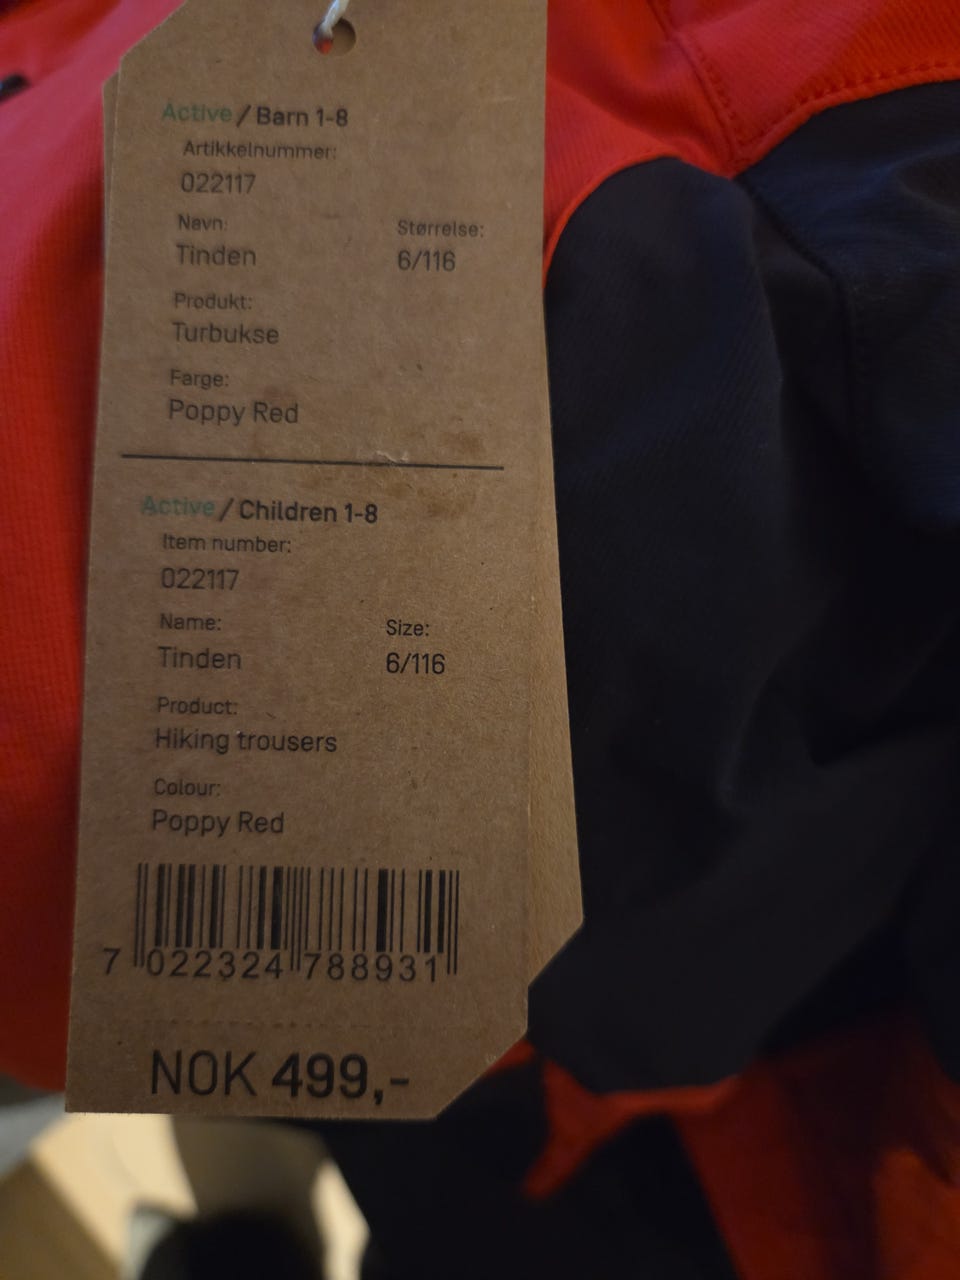 Active / Barn 1-8
Artikkelnummer:
022117
Navn: Størrelse:
Tinden 6/116
Produkt:
Turbukse
Farge:
Poppy Red
Active / Children 1-8
Item number:
022117
Name: Size:
Tinden 6/116
Product:
Hiking trousers
Colour:
Poppy Red
7 022324 788931
NOK 499,-